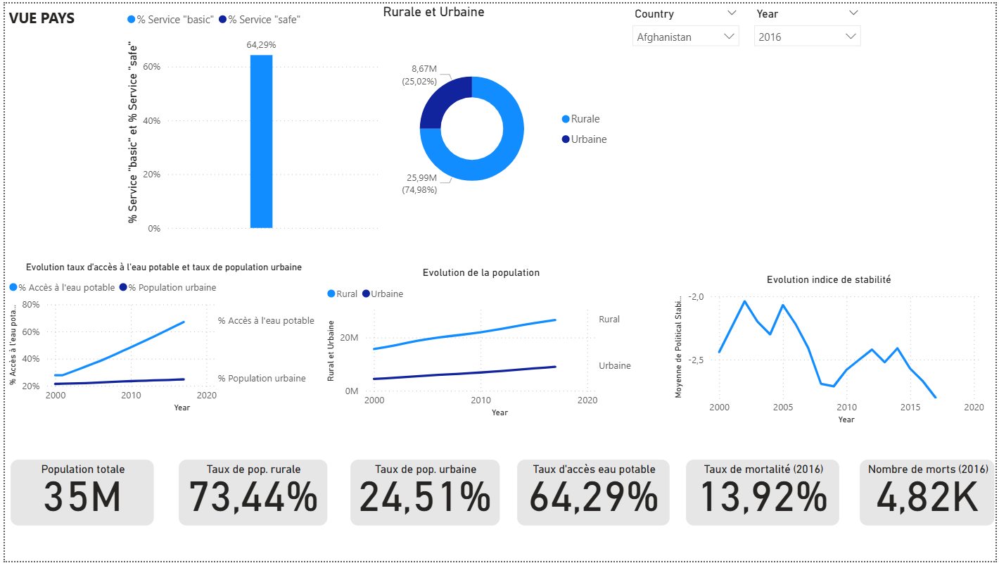 VUE PAYS
% Service "basic" % Service "safe"
% Service "basic" et % Service "safe"
64,29%
60%
40%
20%
0%
Rurale et Urbaine
8,67M
(25,02%)
25,99M
(74,98%)
Rurale
Urbaine
Country
Afghanistan
Year
2016
Evolution taux d'accès à l'eau potable et taux de population urbaine
% Accès à l'eau potable % Population urbaine
% Accès à l'eau pota...
80%
60%
40%
20%
% Accès à l'eau potable
% Population urbaine
2000 2010 2020
Year
Evolution de la population
Rural Urbaine
Rural et Urbaine
20M
0M
Rural
Urbaine
2000 2010 2020
Year
Evolution indice de stabilité
Moyenne de Political Stabi...
-2,0
-2,5
2000 2005 2010 2015 2020
Year
Population totale
35M
Taux de pop. rurale
73,44%
Taux de pop. urbaine
24,51%
Taux d'accès eau potable
64,29%
Taux de mortalité (2016)
13,92%
Nombre de morts (2016)
4,82K